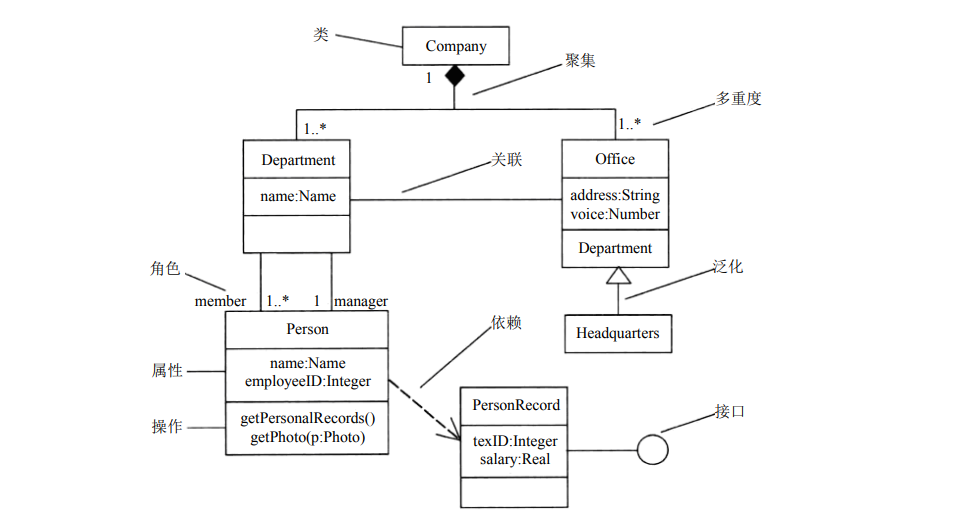 类
Company
1
聚集
多重度
1..*
1..*
Department
关联
Office
name:Name
address:String
voice:Number
Department
角色
泛化
member
1..*
1
manager
Person
依赖
Headquarters
属性
name:Name
employeeID:Integer
PersonRecord
接口
操作
getPersonalRecords()
getPhoto(p:Photo)
texID:Integer
salary:Real